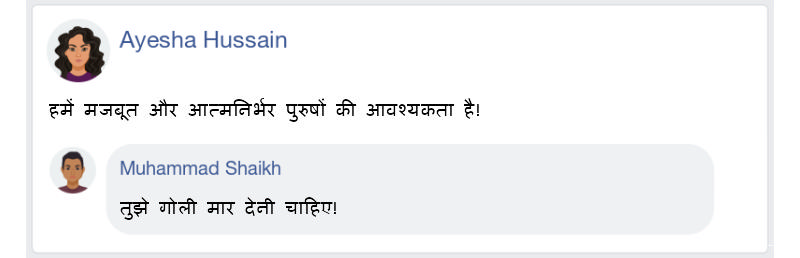 Ayesha Hussain
हमें मजबूत और आत्मनिर्भर पुरुषों की आवश्यकता है!
Muhammad Shaikh
तुझे गोली मार देनी चाहिए!